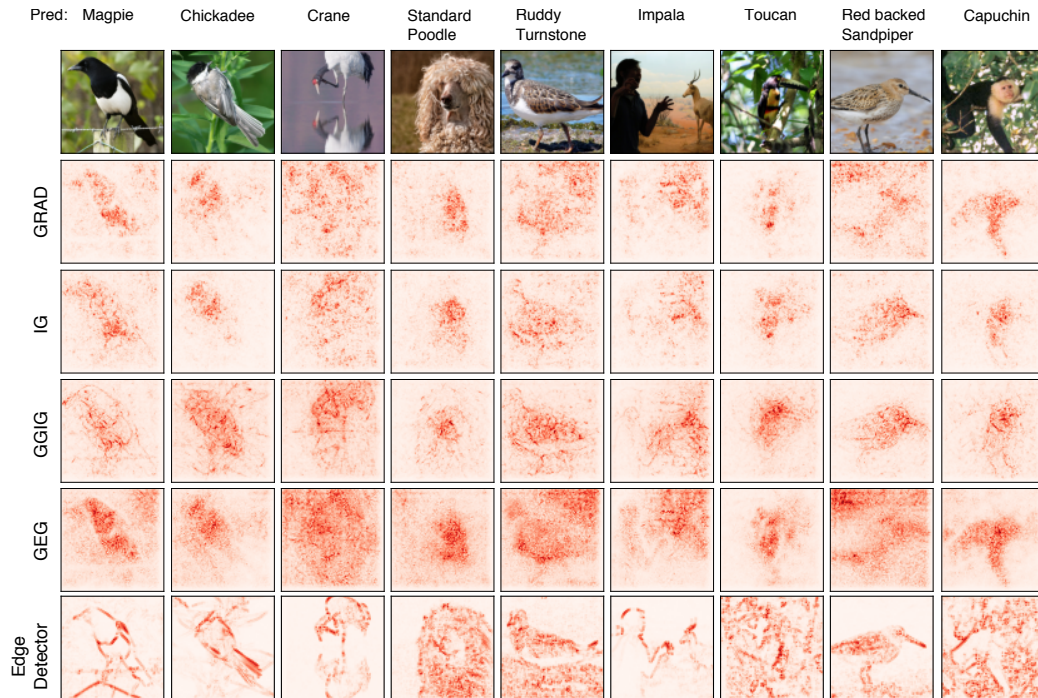 Pred: Magpie Chickadee Crane Standard Poodle Ruddy Turnstone Impala Toucan Red backed Sandpiper Capuchin
GRAD
IG
GGIG
GEG
Edge Detector